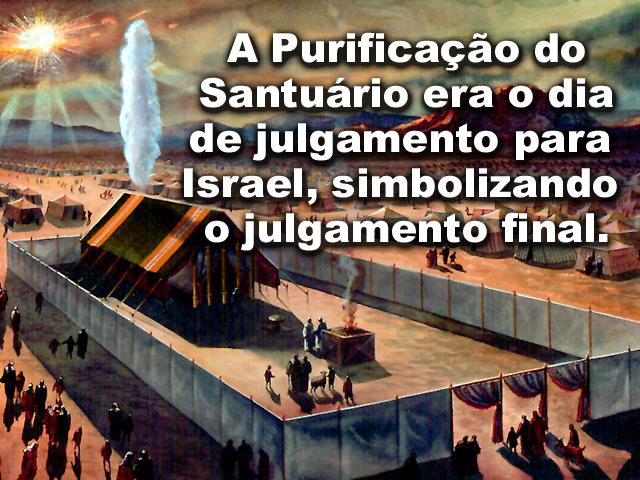 A Purificação do
Santuário era o dia
de julgamento para
Israel, simbolizando
o julgamento final.